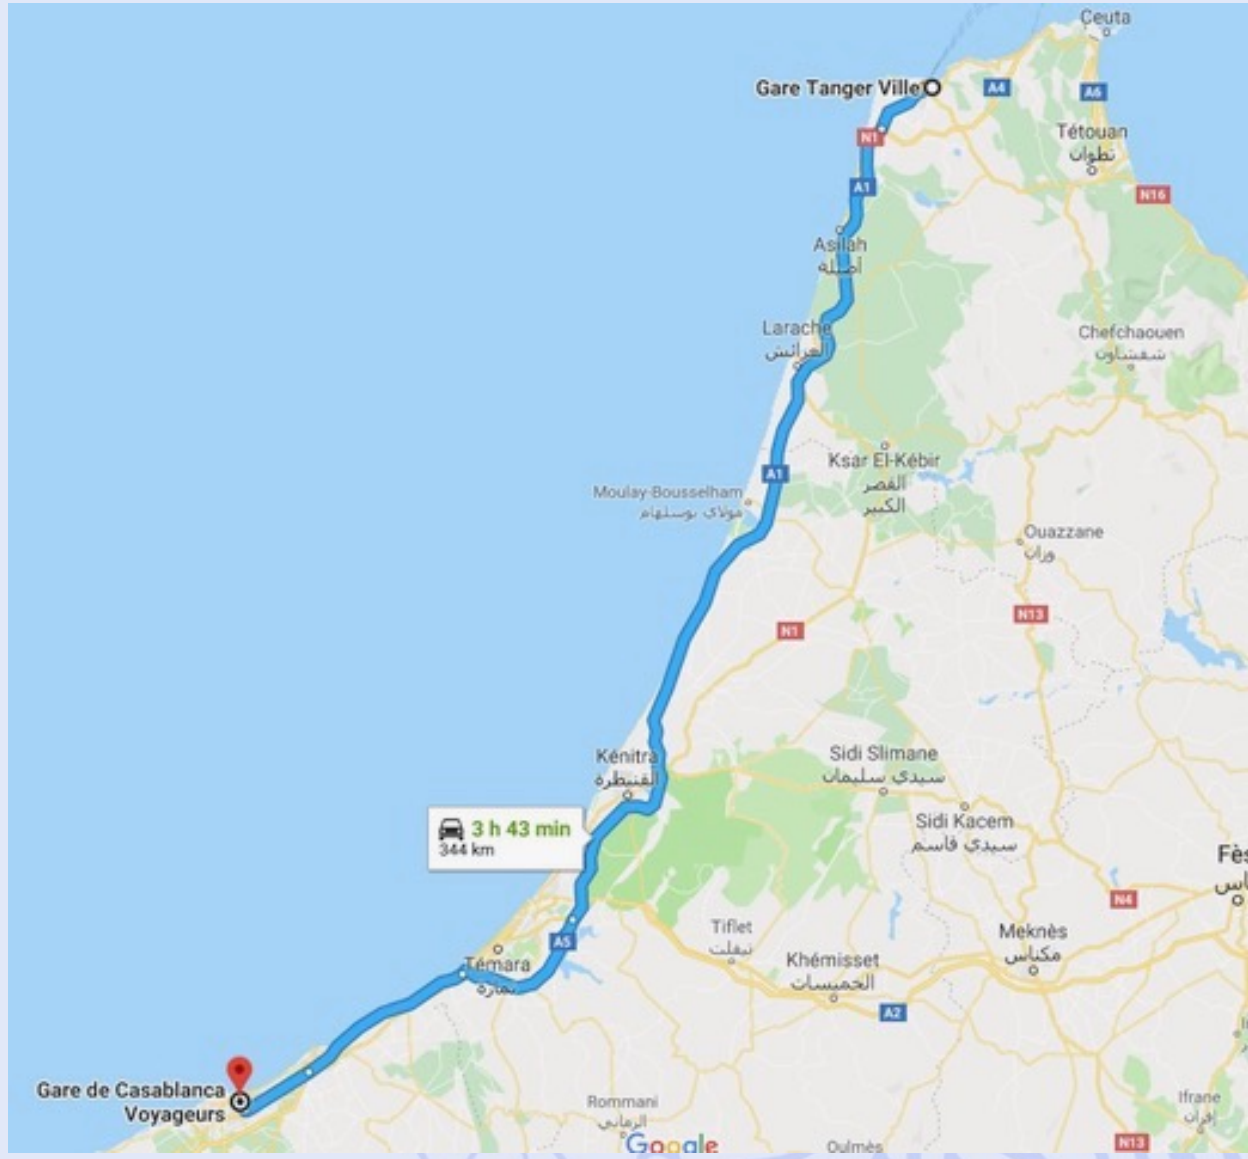 Ceuta
Gare Tanger Ville
A4
A6
N1
Tétouan
تطوان
A1
N16
Asilah
أصيلة
Larache
العرائش
Chefchaouen
شفشاون
Ksar El-Kébir
القصر
الكبير
A1
Moulay-Bousselham
مولاي بوسلهام
Ouazzane
وزان
N13
N1
Kénitra
القنيطرة
Sidi Slimane
سيدي سليمان
3 h 43 min
344 km
Sidi Kacem
سيدي قاسم
Fès
N4
Tiflet
تيفلت
A5
Meknès
مكناس
Khémisset
الخميسات
Témara
تمارة
A2
Gare de Casablanca
Voyageurs
Rommani
الرماني
Ifrane
إفران
Google
Oulmès
N13